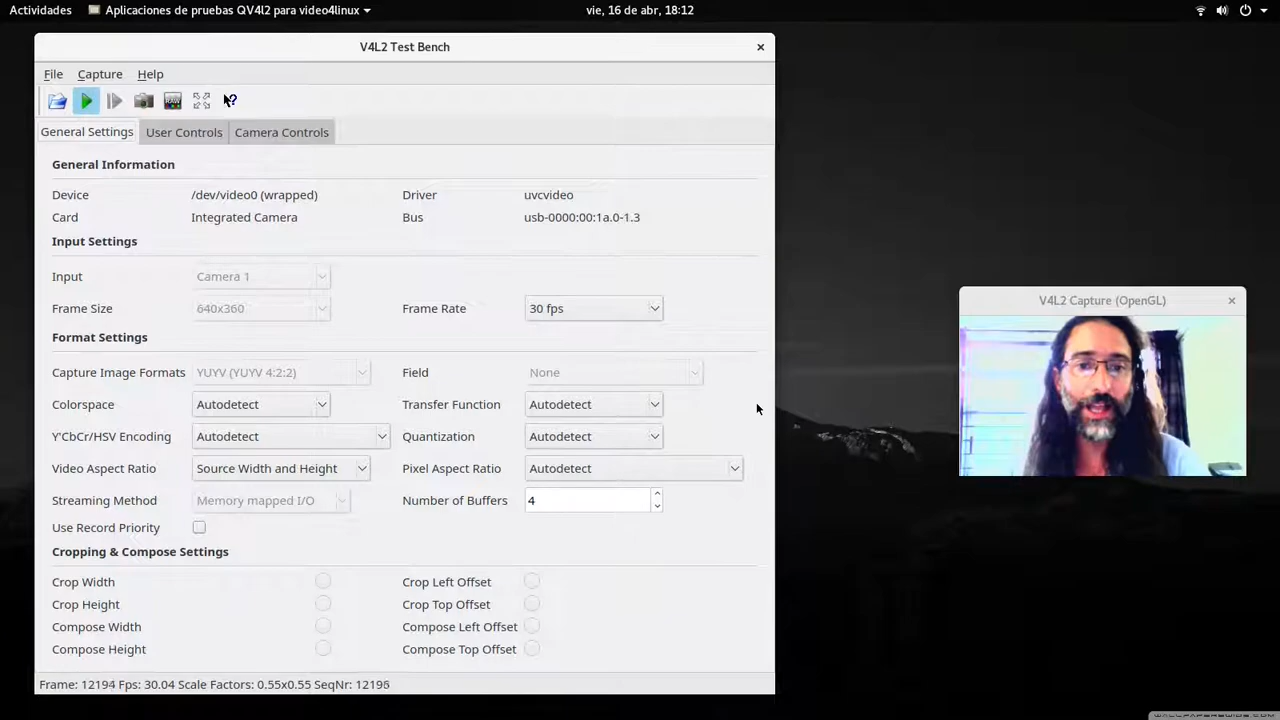 Actividades Aplicaciones de pruebas QV4l2 para video4linux vie, 16 de abr, 18:12
V4L2 Test Bench
File Capture Help
RAW
General Settings User Controls Camera Controls
General Information
Device /dev/video0 (wrapped) Driver uvcvideo
Card Integrated Camera Bus usb-0000:00:1a.0-1.3
Input Settings
Input Camera 1
Frame Size 640x360 Frame Rate 30 fps
Format Settings
Capture Image Formats YUYV (YUYV 4:2:2) Field None
Colorspace Autodetect Transfer Function Autodetect
Y'CbCr/HSV Encoding Autodetect Quantization Autodetect
Video Aspect Ratio Source Width and Height Pixel Aspect Ratio Autodetect
Streaming Method Memory mapped I/O Number of Buffers 4
Use Record Priority
Cropping & Compose Settings
Crop Width Crop Left Offset
Crop Height Crop Top Offset
Compose Width Compose Left Offset
Compose Height Compose Top Offset
Frame: 12194 Fps: 30.04 Scale Factors: 0.55x0.55 SeqNr: 12196
V4L2 Capture (OpenGL)